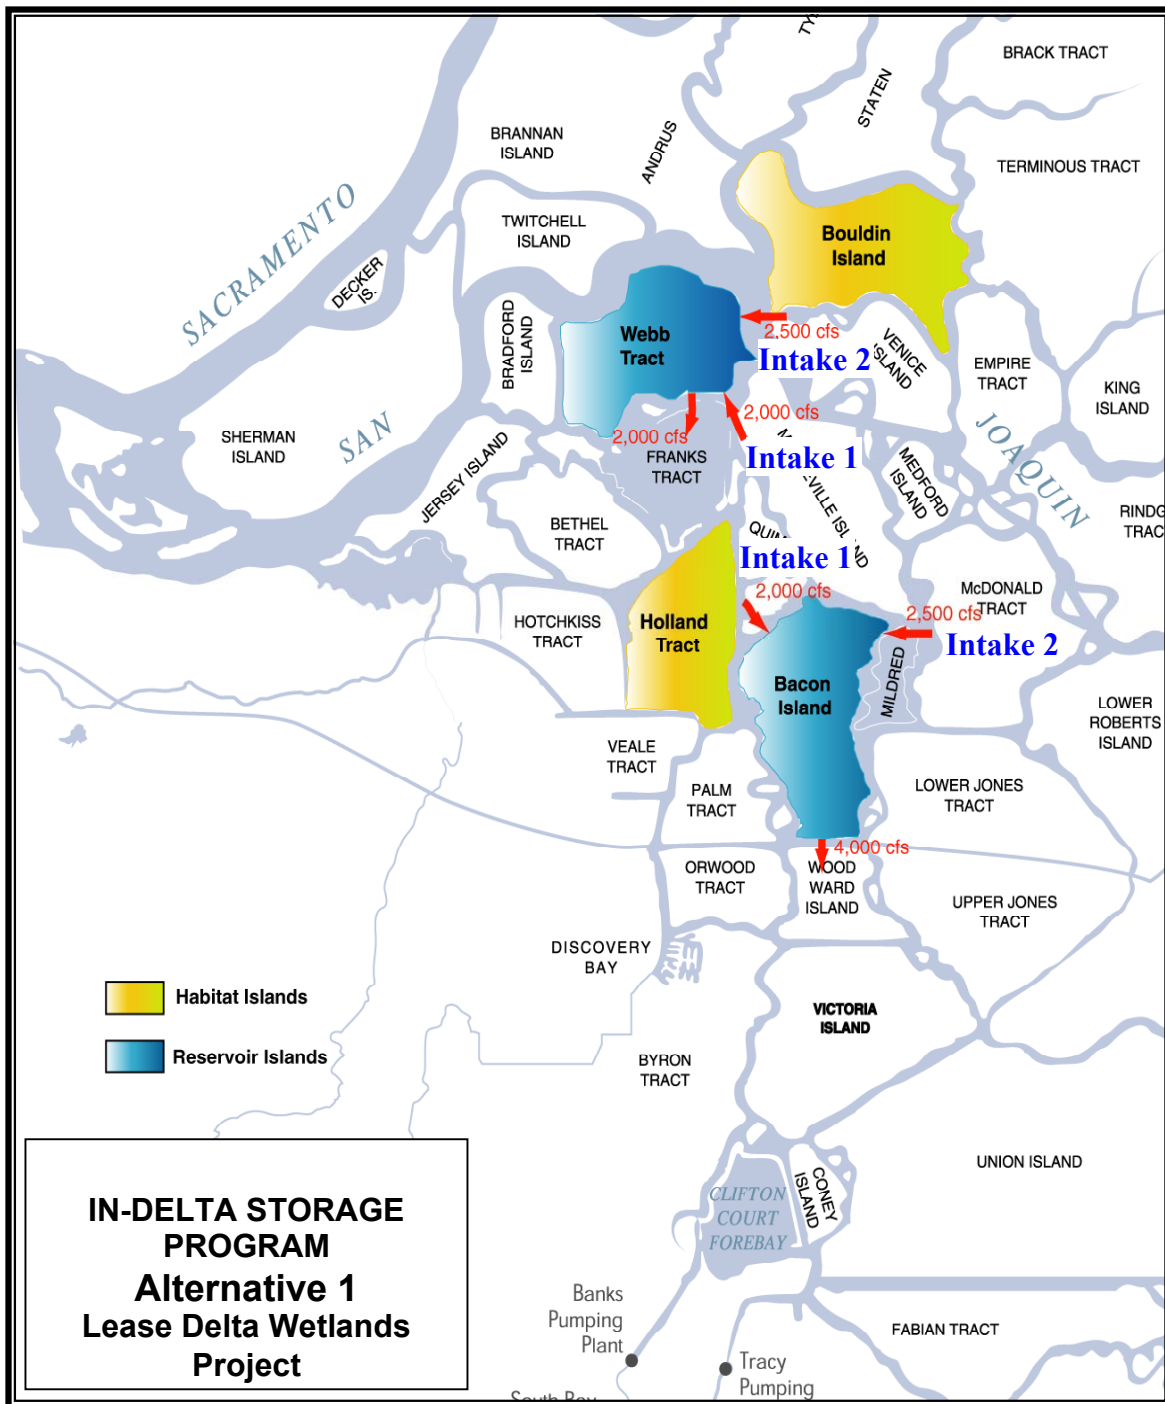 TY
BRACK TRACT
STATEN
BRANNAN
ISLAND
ANDRUS
TERMINOUS TRACT
SACRAMENTO
TWITCHELL
ISLAND
Bouldin
Island
DECKER
IS.
BRADFORD
ISLAND
Webb
Tract
2,500 cfs
Intake 2
VENICE
ISLAND
EMPIRE
TRACT
KING
ISLAND
2,000 cfs
2,000 cfs
Intake 1
SHERMAN
ISLAND
SAN
JERSEY ISLAND
FRANKS
TRACT
MEDFORD
ISLAND
JOAQUIN
BETHEL
TRACT
RINDG
TRAC
QUIM
Intake 1
2,000 cfs
McDONALD
TRACT
2,500 cfs
Intake 2
HOTCHKISS
TRACT
Holland
Tract
Bacon
Island
MILDRED
LOWER
ROBERTS
ISLAND
VEALE
TRACT
PALM
TRACT
LOWER JONES
TRACT
4,000 cfs
ORWOOD
TRACT
WOOD
WARD
ISLAND
UPPER JONES
TRACT
DISCOVERY
BAY
Habitat Islands
VICTORIA
ISLAND
Reservoir Islands
BYRON
TRACT
UNION ISLAND
CONEY
ISLAND
CLIFTON
COURT
FOREBAY
IN-DELTA STORAGE
PROGRAM
Alternative 1
Lease Delta Wetlands
Project
Banks
Pumping
Plant
FABIAN TRACT
Tracy
Pumping
South Bay